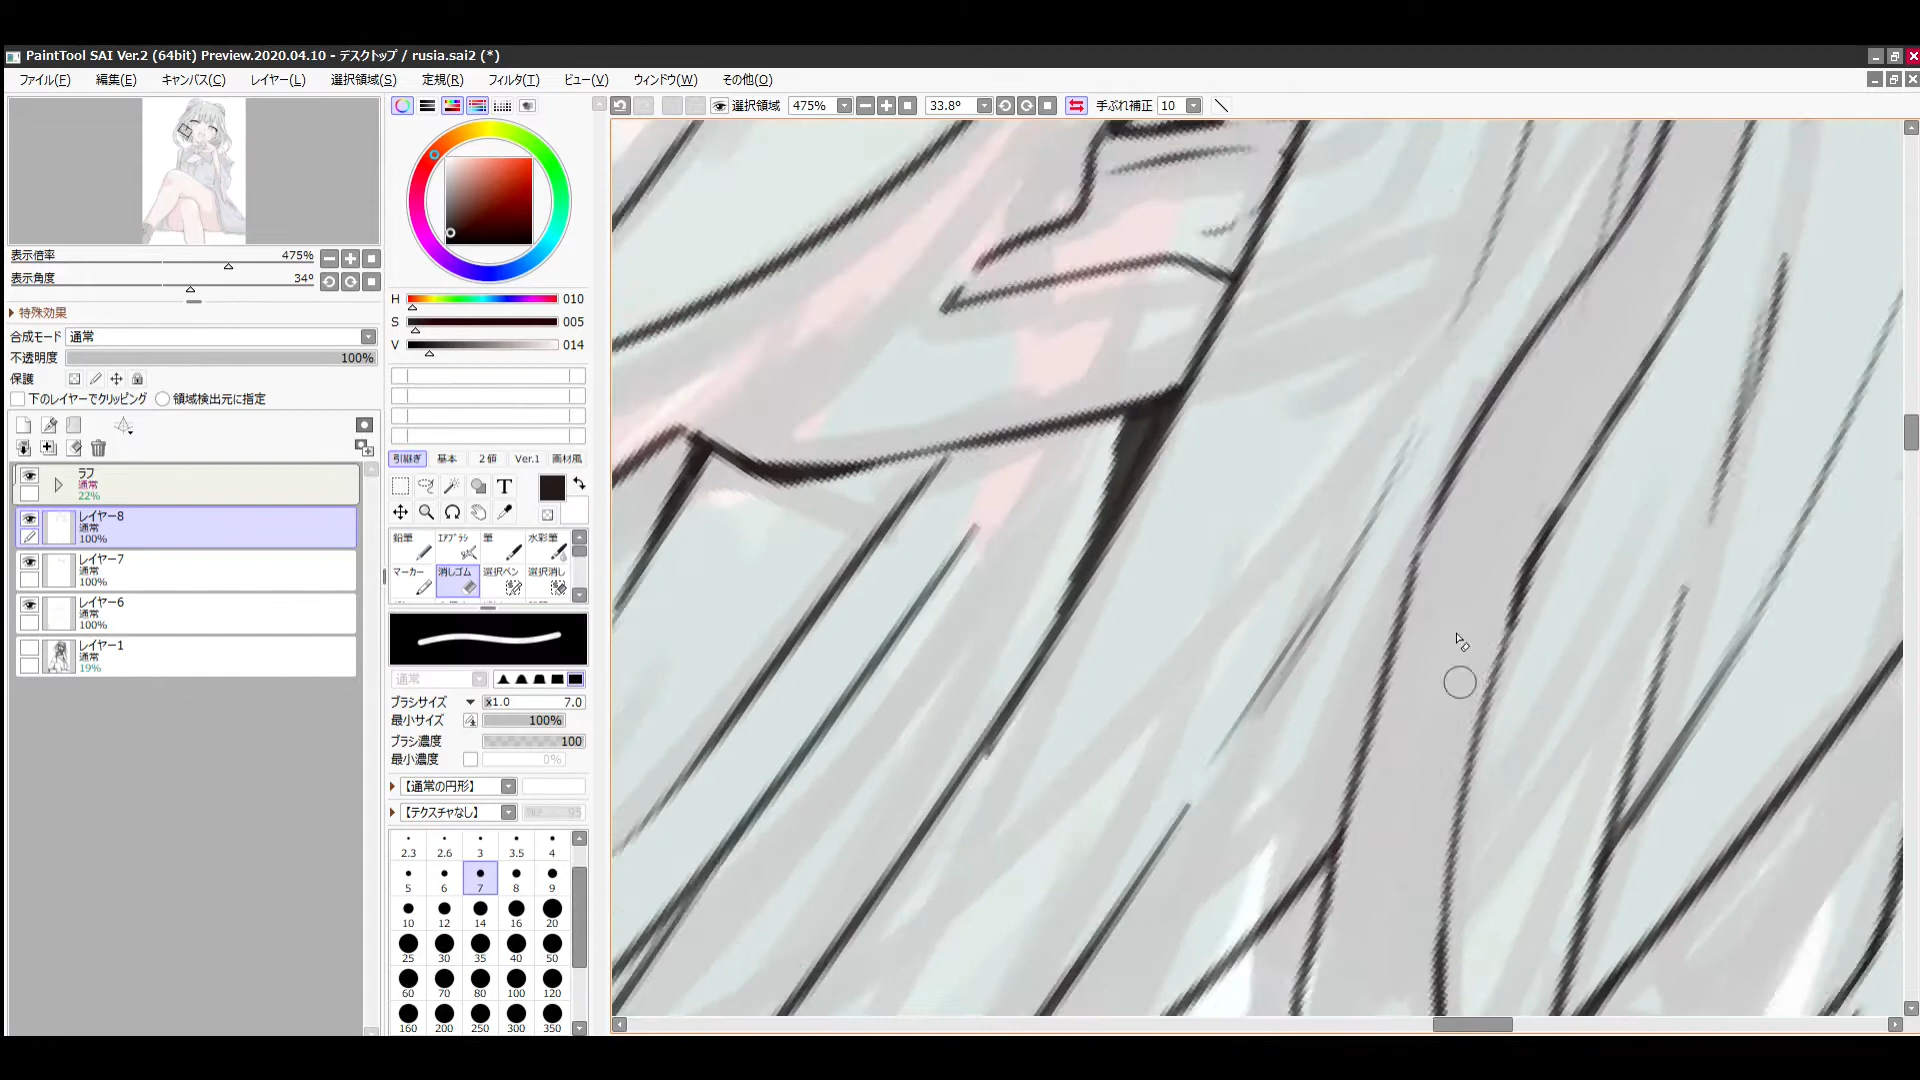 PaintTool SAI Ver.2 (64bit) Preview.2020.04.10 - デスクトップ / rusia.sai2 (*)
ファイル(F) 編集(E) キャンバス(C) レイヤー(L) 選択領域(S) 定規(R) フィルタ(T) ビュー(V) ウィンドウ(W) その他(O)
選択領域 475% 33.8° 手ぶれ補正 10
表示倍率 475%
表示角度 34°
特殊効果
合成モード 通常
不透明度 100%
保護
下のレイヤーでクリッピング 領域検出元に指定
ラフ
通常
22%
レイヤー8
通常
100%
レイヤー7
通常
100%
レイヤー6
通常
100%
レイヤー1
通常
19%
H 010
S 005
V 014
引継ぎ 基本 2値 Ver.1 画材風
T
鉛筆 エアブラシ 筆 水彩筆
マーカー 消しゴム 選択ペン 選択消し
通常
ブラシサイズ x1.0 7.0
最小サイズ 100%
ブラシ濃度 100
最小濃度 0%
【通常の円形】
【テクスチャなし】 95
2.3 2.6 3 3.5 4
5 6 7 8 9
10 12 14 16 20
25 30 35 40 50
60 70 80 100 120
160 200 250 300 350